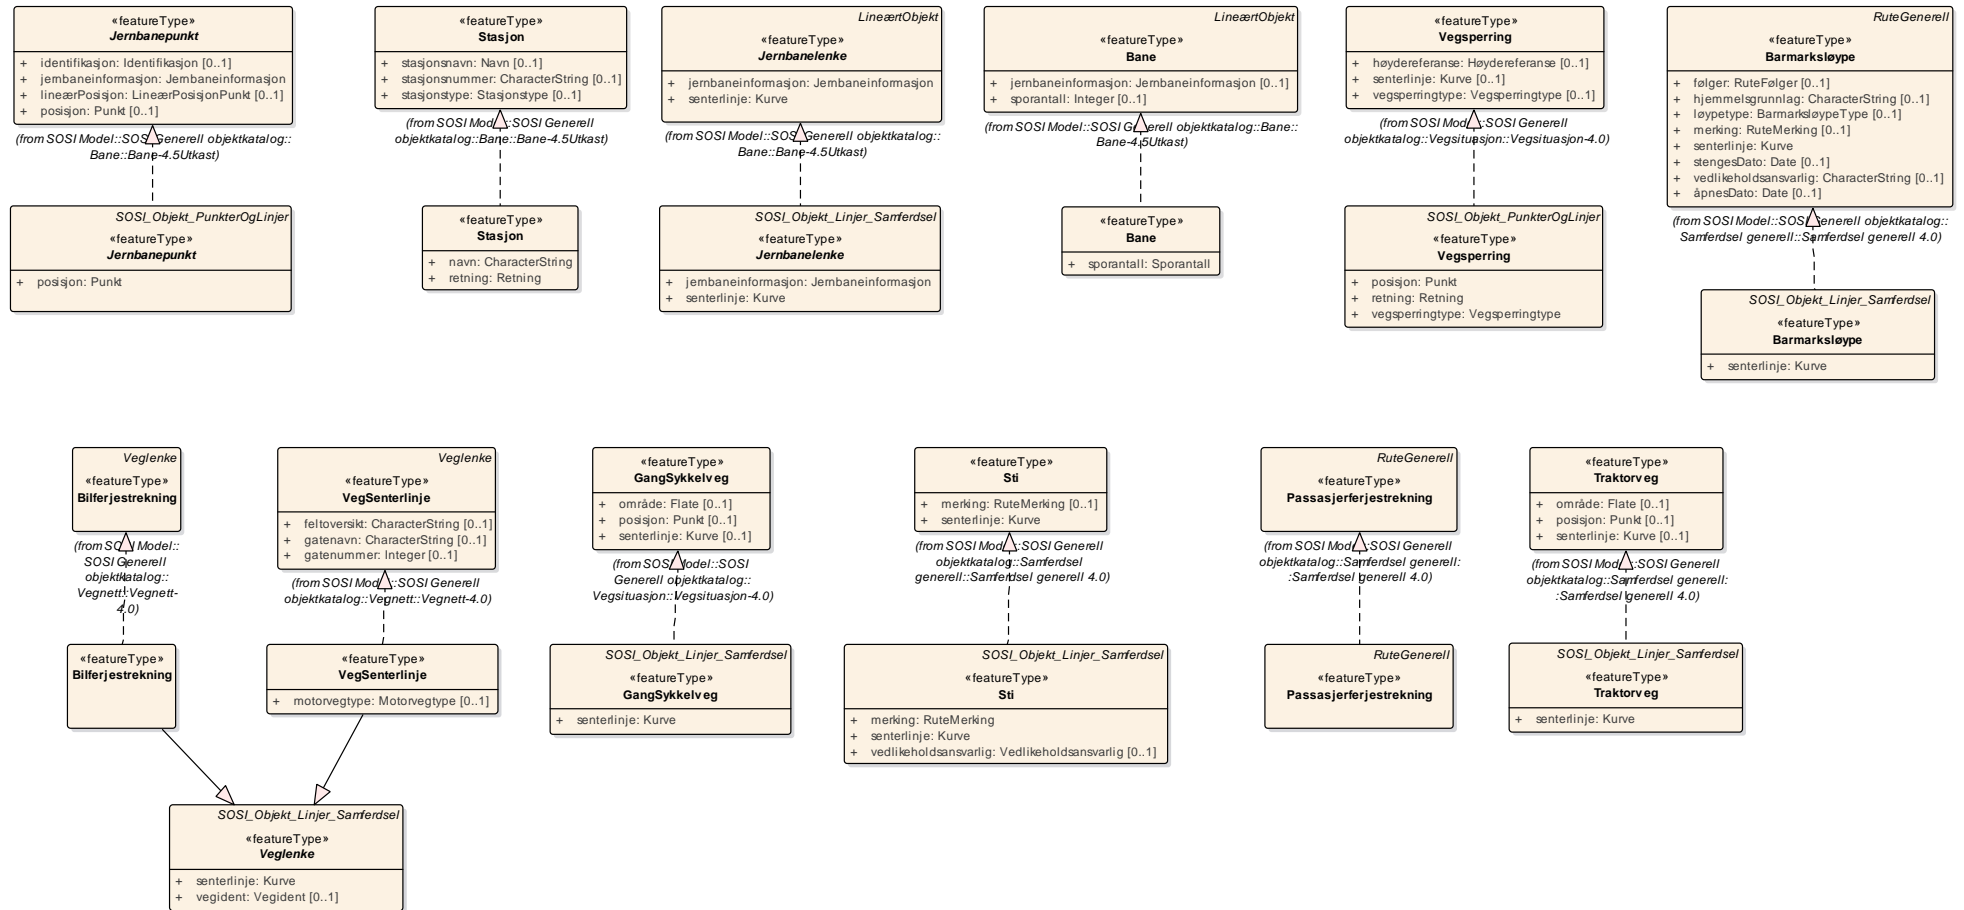 «featureType»
Jernbanepunkt
+ identifikasjon: Identifikasjon [0..1]
+ jernbaneinformasjon: Jernbaneinformasjon
+ lineærPosisjon: LineærPosisjonPunkt [0..1]
+ posisjon: Punkt [0..1]
(from SOSI Model::SOSI Generell objektkatalog::
Bane::Bane-4.5Utkast)
«featureType»
Stasjon
+ stasjonsnavn: Navn [0..1]
+ stasjonsnummer: CharacterString [0..1]
+ stasjonstype: Stasjonstype [0..1]
(from SOSI Model::SOSI Generell
objektkatalog::Bane::Bane-4.5Utkast)
LineærtObjekt
«featureType»
Jernbanelenke
+ jernbaneinformasjon: Jernbaneinformasjon
+ senterlinje: Kurve
(from SOSI Model::SOSI Generell objektkatalog::
Bane::Bane-4.5Utkast)
LineærtObjekt
«featureType»
Bane
+ jernbaneinformasjon: Jernbaneinformasjon [0..1]
+ sporantall: Integer [0..1]
(from SOSI Model::SOSI Generell objektkatalog::Bane::
Bane-4.5Utkast)
«featureType»
Vegsperring
+ høydereferanse: Høydereferanse [0..1]
+ senterlinje: Kurve [0..1]
+ vegsperringtype: Vegsperringtype [0..1]
(from SOSI Model::SOSI Generell
objektkatalog::Vegsituasjon::Vegsituasjon-4.0)
RuteGenerell
«featureType»
Barmarksløype
+ følger: RuteFølger [0..1]
+ hjemmelsgrunnlag: CharacterString [0..1]
+ løypetype: BarmarksløypeType [0..1]
+ merking: RuteMerking [0..1]
+ senterlinje: Kurve
+ stengesDato: Date [0..1]
+ vedlikeholdsansvarlig: CharacterString [0..1]
+ åpnesDato: Date [0..1]
(from SOSI Model::SOSI Generell objektkatalog::
Samferdsel generell::Samferdsel generell 4.0)
SOSI_Objekt_PunkterOgLinjer
«featureType»
Jernbanepunkt
+ posisjon: Punkt
«featureType»
Stasjon
+ navn: CharacterString
+ retning: Retning
SOSI_Objekt_Linjer_Samferdsel
«featureType»
Jernbanelenke
+ jernbaneinformasjon: Jernbaneinformasjon
+ senterlinje: Kurve
«featureType»
Bane
+ sporantall: Sporantall
SOSI_Objekt_PunkterOgLinjer
«featureType»
Vegsperring
+ posisjon: Punkt
+ retning: Retning
+ vegsperringtype: Vegsperringtype
SOSI_Objekt_Linjer_Samferdsel
«featureType»
Barmarksløype
+ senterlinje: Kurve
Veglenke
«featureType»
Bilferjestrekning
(from SOSI Model::
SOSI Generell
objektkatalog::
Vegnett::Vegnett-
4.0)
Veglenke
«featureType»
VegSenterlinje
+ feltoversikt: CharacterString [0..1]
+ gatenavn: CharacterString [0..1]
+ gatenummer: Integer [0..1]
(from SOSI Model::SOSI Generell
objektkatalog::Vegnett::Vegnett-4.0)
«featureType»
GangSykkelveg
+ område: Flate [0..1]
+ posisjon: Punkt [0..1]
+ senterlinje: Kurve [0..1]
(from SOSI Model::SOSI
Generell objektkatalog::
Vegsituasjon::Vegsituasjon-4.0)
«featureType»
Sti
+ merking: RuteMerking [0..1]
+ senterlinje: Kurve
(from SOSI Model::SOSI Generell
objektkatalog::Samferdsel
generell::Samferdsel generell 4.0)
RuteGenerell
«featureType»
Passasjerferjestrekning
(from SOSI Model::SOSI Generell
objektkatalog::Samferdsel generell:
:Samferdsel generell 4.0)
«featureType»
Traktorveg
+ område: Flate [0..1]
+ posisjon: Punkt [0..1]
+ senterlinje: Kurve [0..1]
(from SOSI Model::SOSI Generell
objektkatalog::Samferdsel generell:
:Samferdsel generell 4.0)
«featureType»
Bilferjestrekning
«featureType»
VegSenterlinje
+ motorvegtype: Motorvegtype [0..1]
SOSI_Objekt_Linjer_Samferdsel
«featureType»
GangSykkelveg
+ senterlinje: Kurve
SOSI_Objekt_Linjer_Samferdsel
«featureType»
Sti
+ merking: RuteMerking
+ senterlinje: Kurve
+ vedlikeholdsansvarlig: Vedlikeholdsansvarlig [0..1]
RuteGenerell
«featureType»
Passasjerferjestrekning
SOSI_Objekt_Linjer_Samferdsel
«featureType»
Traktorveg
+ senterlinje: Kurve
SOSI_Objekt_Linjer_Samferdsel
«featureType»
Veglenke
+ senterlinje: Kurve
+ vegident: Vegident [0..1]